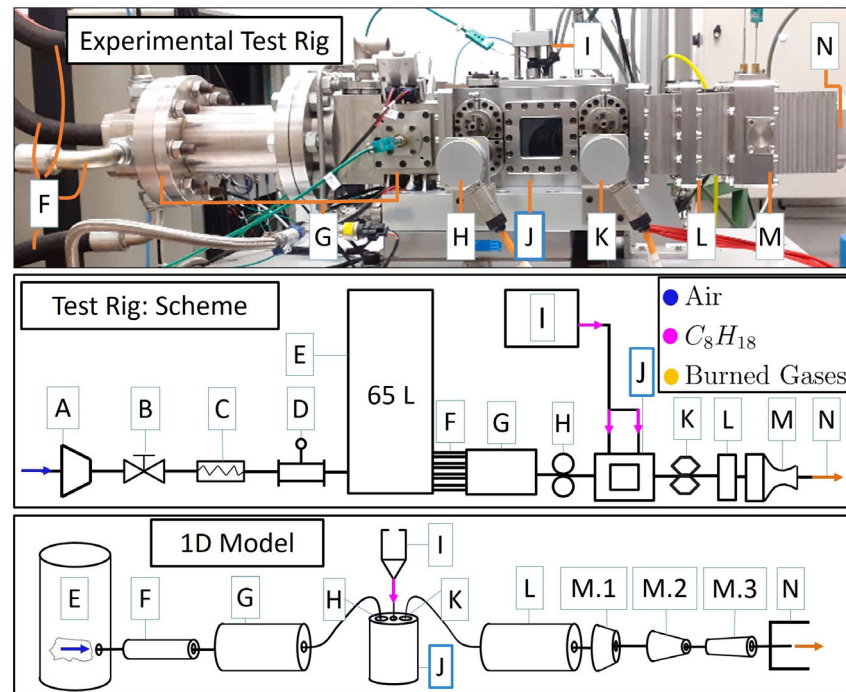 Experimental Test Rig
I
N
F
G
H
J
K
L
M
Test Rig: Scheme
Air
C₈H₁₈
Burned Gases
I
E
J
65 L
A
B
C
D
F
G
H
K
L
M
N
1D Model
I
E
F
G
H
K
L
M.1
M.2
M.3
N
J